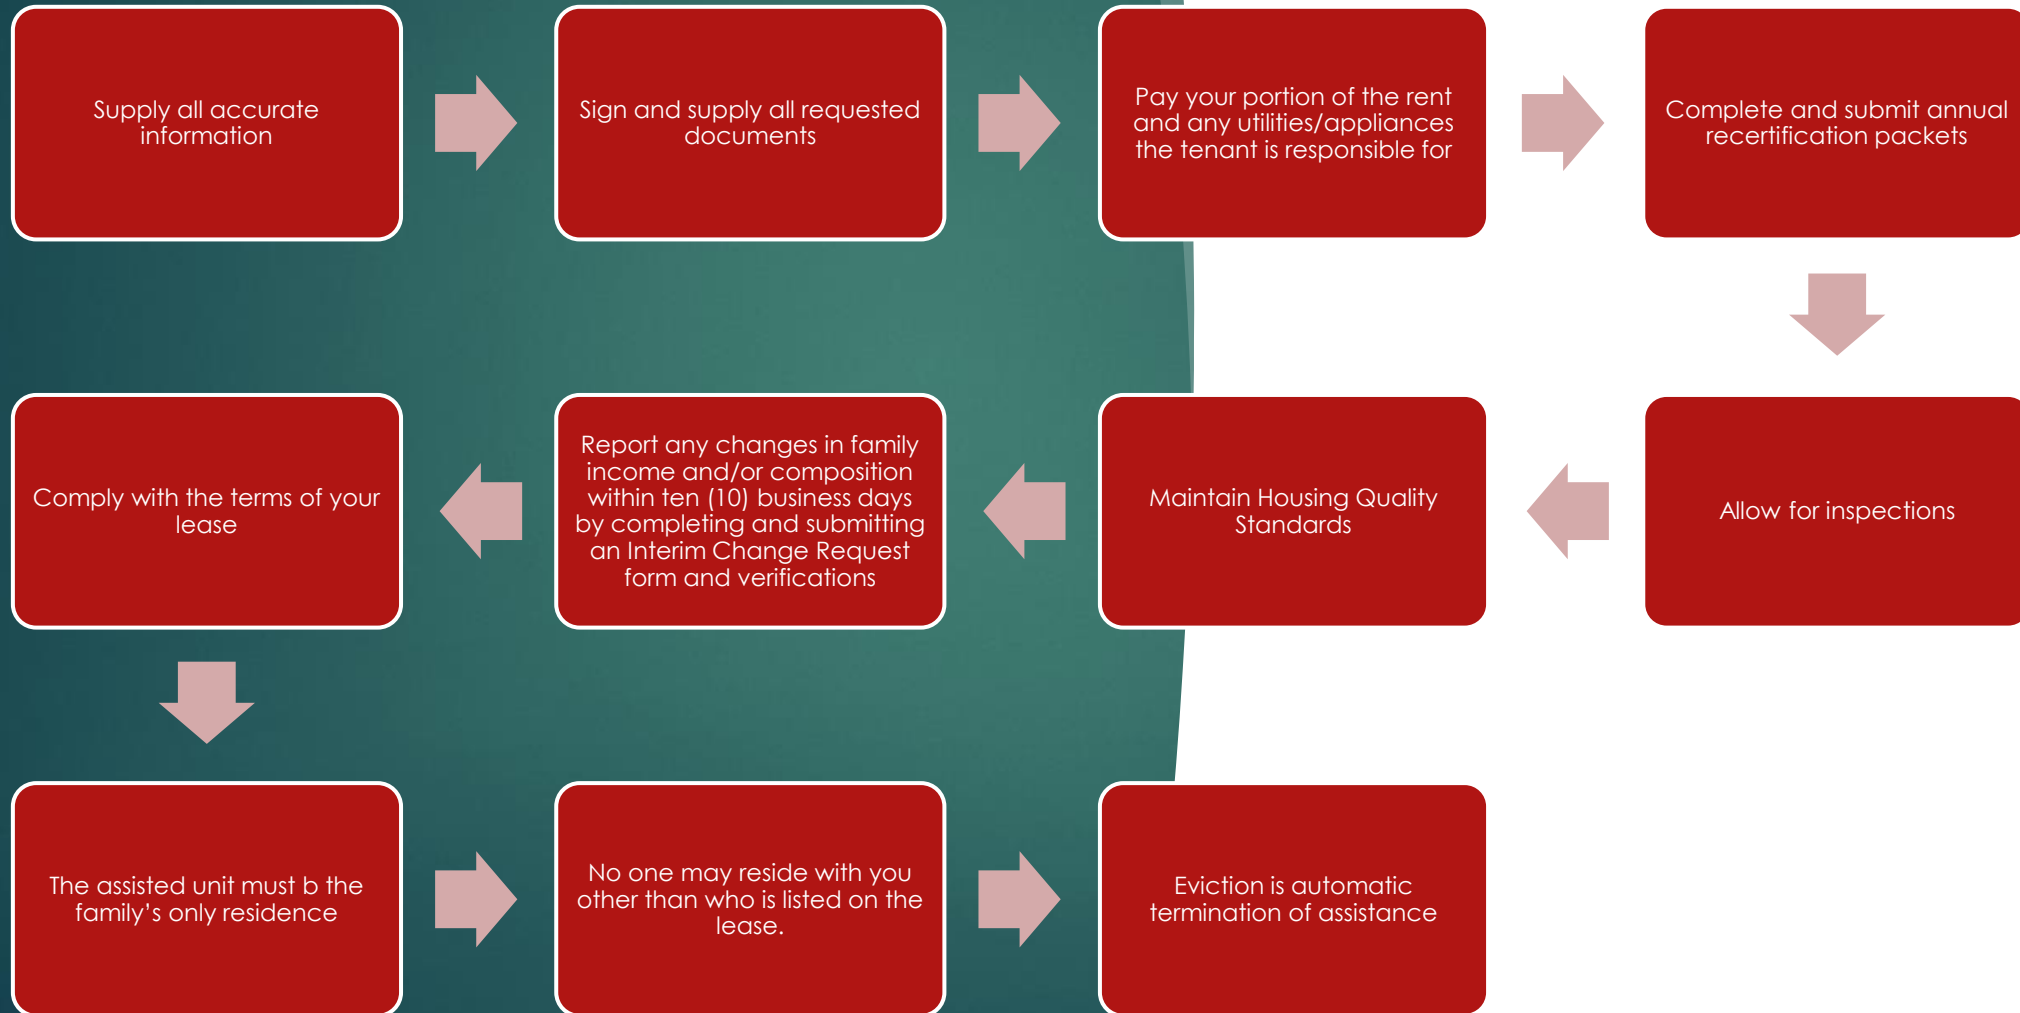 Supply all accurate
information
Sign and supply all requested
documents
Pay your portion of the rent
and any utilities/appliances
the tenant is responsible for
Complete and submit annual
recertification packets
Allow for inspections
Maintain Housing Quality
Standards
Report any changes in family
income and/or composition
within ten (10) business days
by completing and submitting
an Interim Change Request
form and verifications
Comply with the terms of your
lease
The assisted unit must b the
family’s only residence
No one may reside with you
other than who is listed on the
lease.
Eviction is automatic
termination of assistance